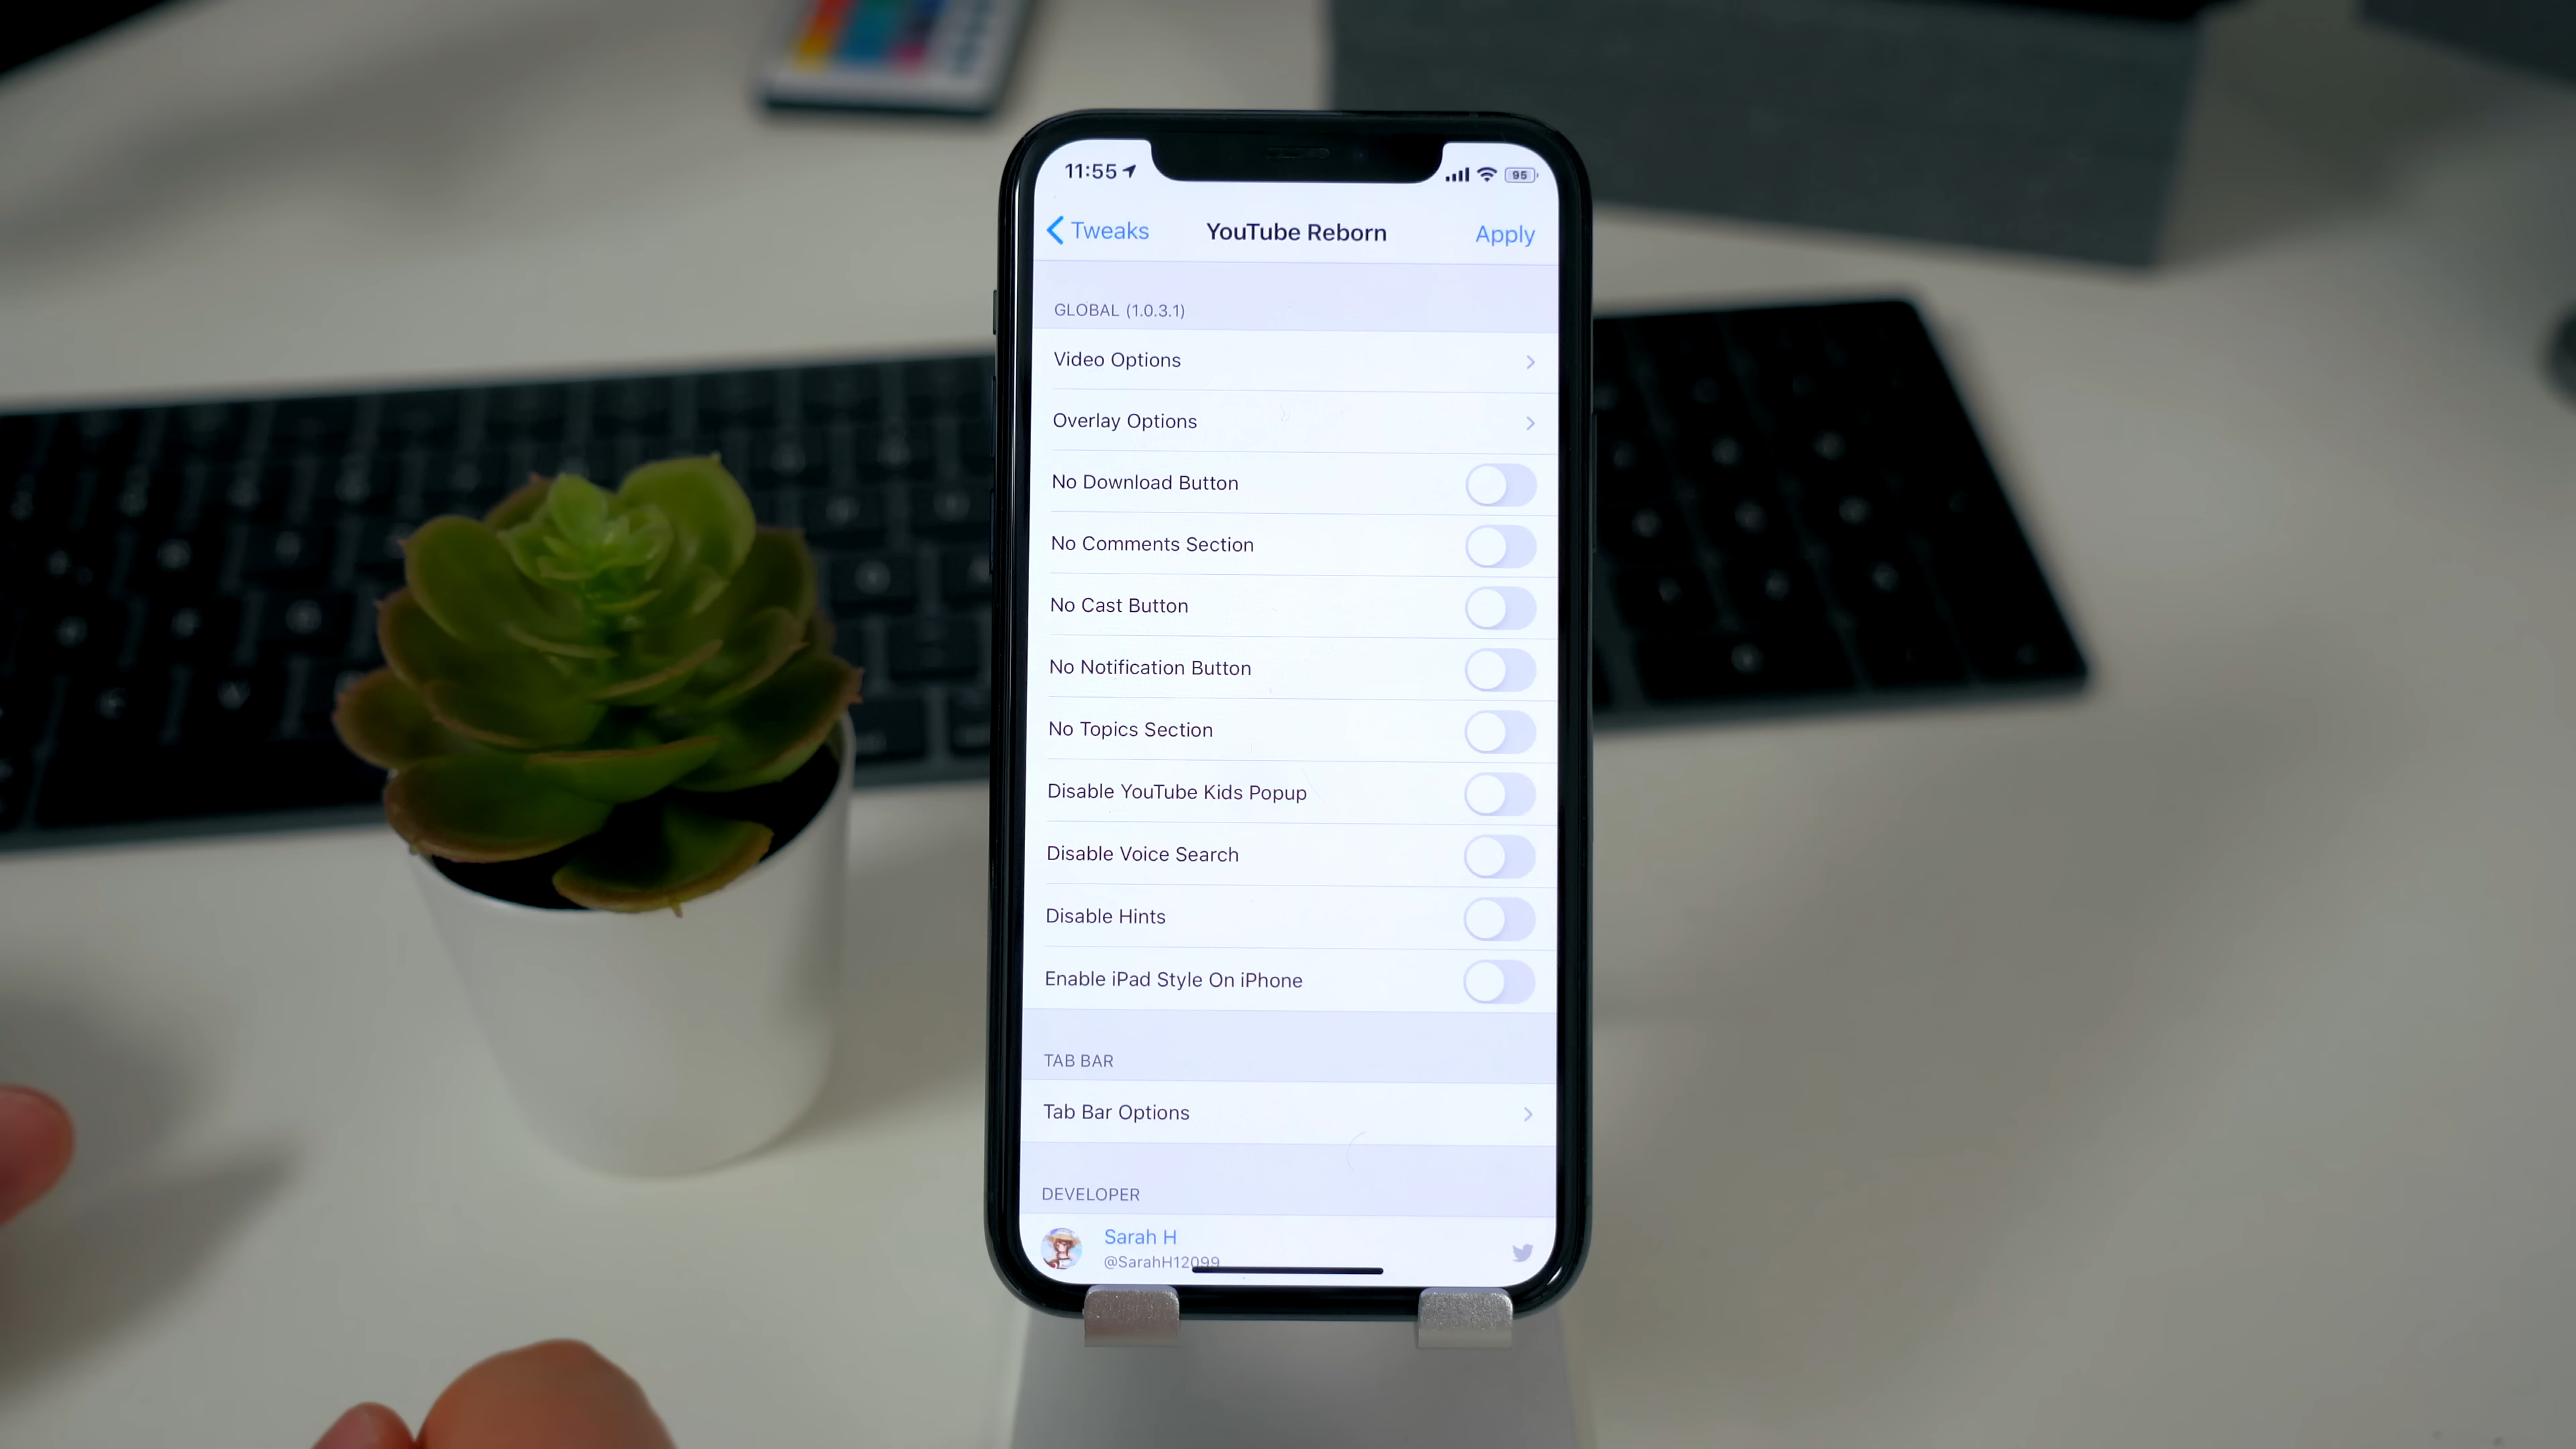 11:55
95
Tweaks
YouTube Reborn
Apply
GLOBAL (1.0.3.1)
Video Options
Overlay Options
No Download Button
No Comments Section
No Cast Button
No Notification Button
No Topics Section
Disable YouTube Kids Popup
Disable Voice Search
Disable Hints
Enable iPad Style On iPhone
TAB BAR
Tab Bar Options
DEVELOPER
Sarah H
@SarahH12099